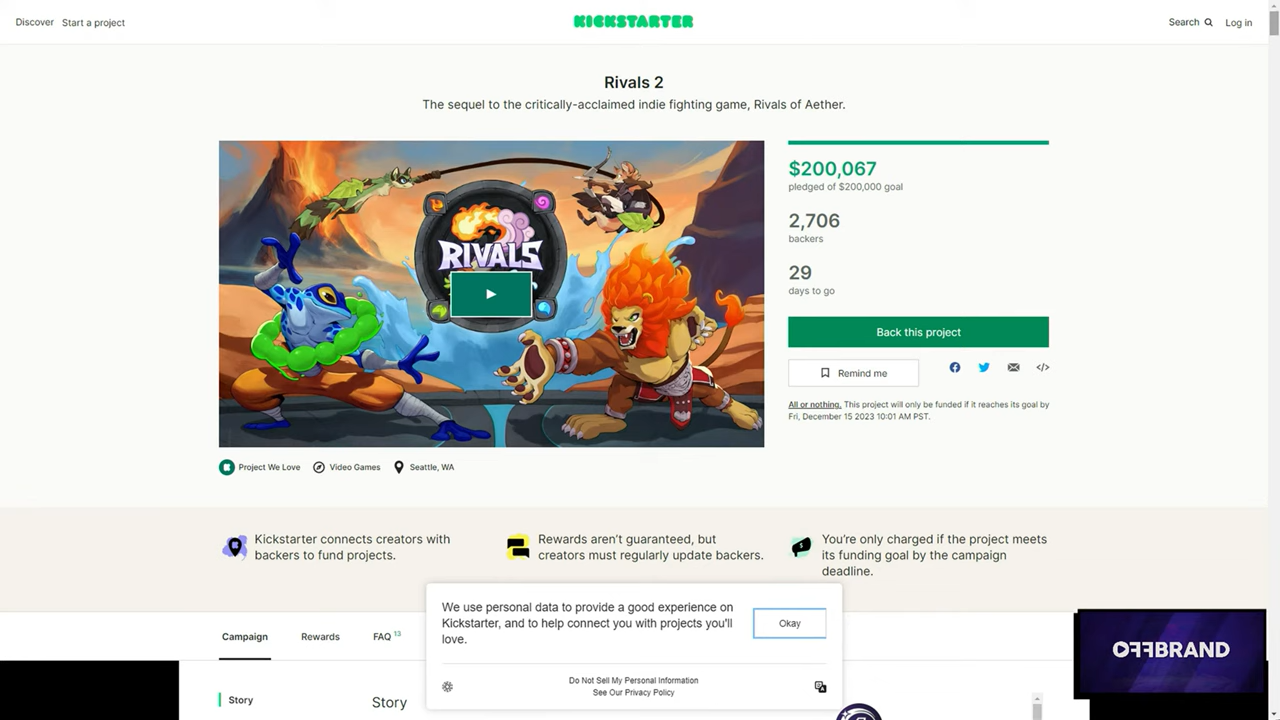 Discover
Start a project
KICKSTARTER
Search
Log in
Rivals 2
The sequel to the critically-acclaimed indie fighting game, Rivals of Aether.
RIVALS
$200,067
pledged of $200,000 goal
2,706
backers
29
days to go
Back this project
Remind me
All or nothing. This project will only be funded if it reaches its goal by
Fri, December 15 2023 10:01 AM PST.
Project We Love
Video Games
Seattle, WA
Kickstarter connects creators with
backers to fund projects.
Rewards aren't guaranteed, but
creators must regularly update backers.
You're only charged if the project meets
its funding goal by the campaign
deadline.
We use personal data to provide a good experience on
Kickstarter, and to help connect you with projects you'll
love.
Okay
Do Not Sell My Personal Information
See Our Privacy Policy
Campaign
Rewards
FAQ 13
OFFBRAND
Story
Story